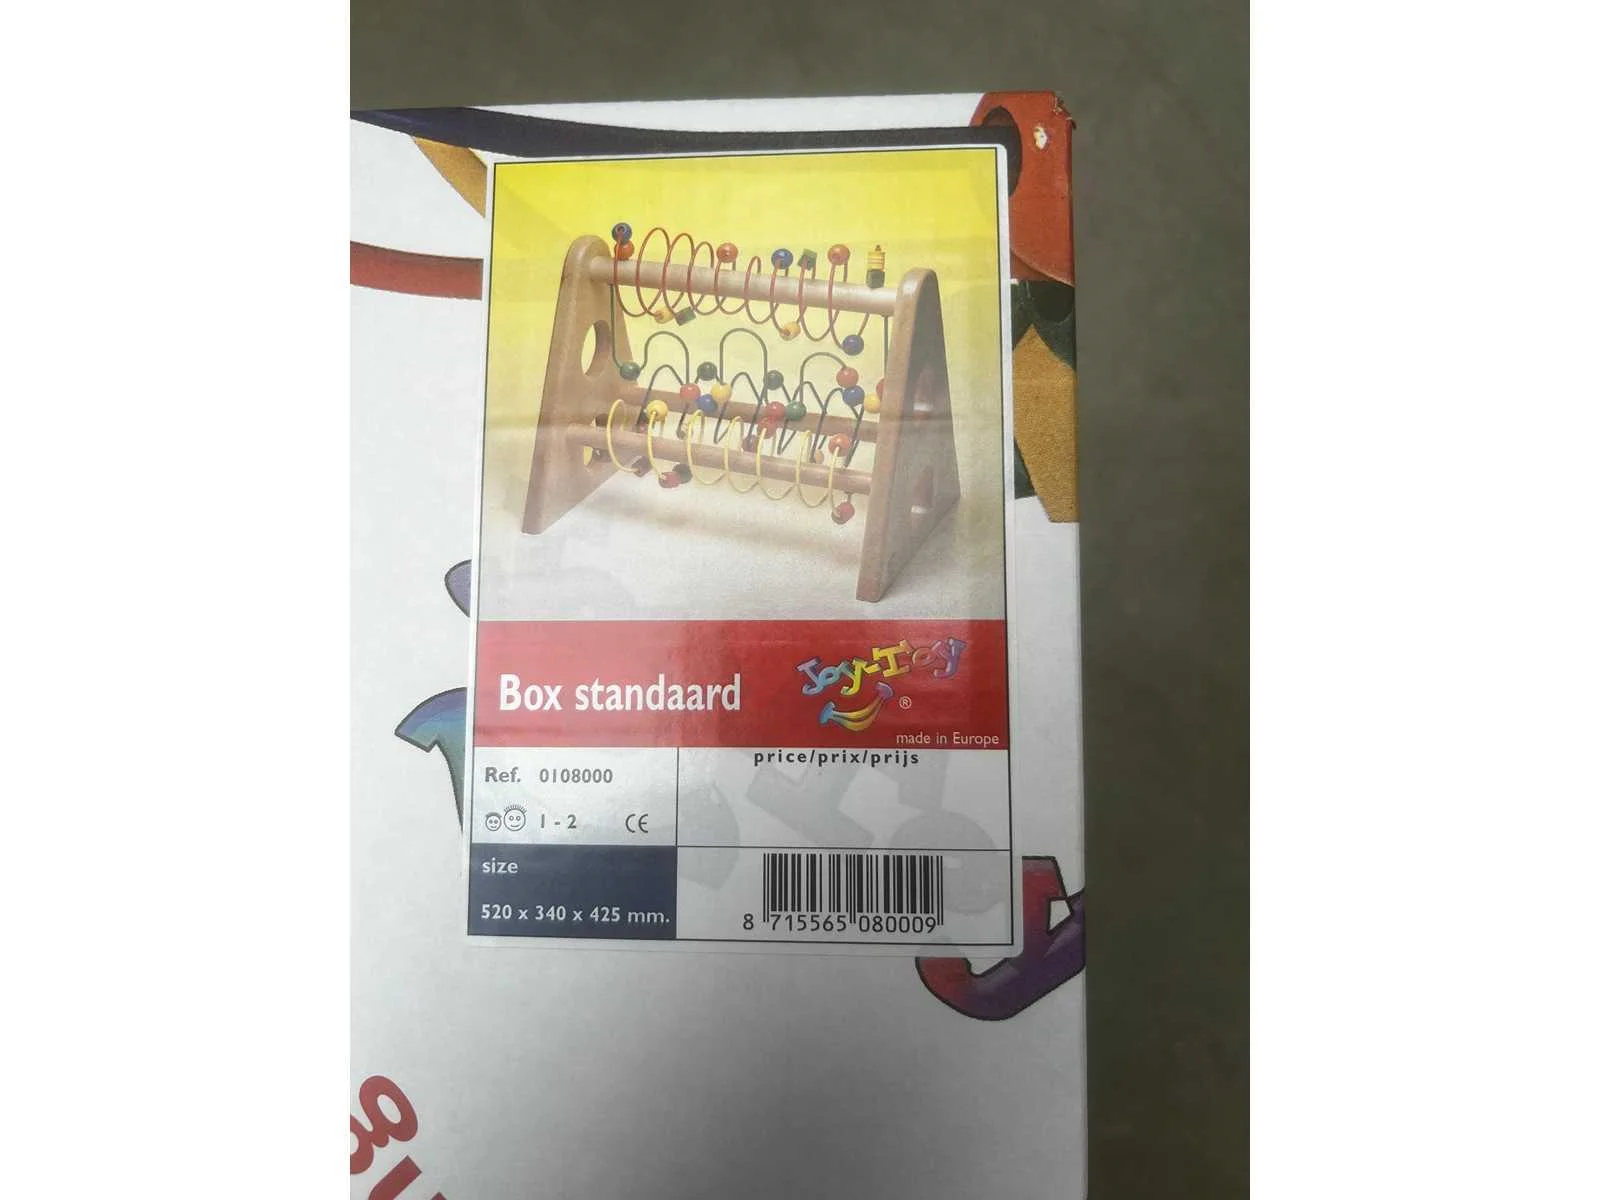 Box standaard
Joy-Toy
®
made in Europe
price/prix/prijs
Ref. 0108000
1 - 2
CE
size
520 x 340 x 425 mm.
8 715565 080009